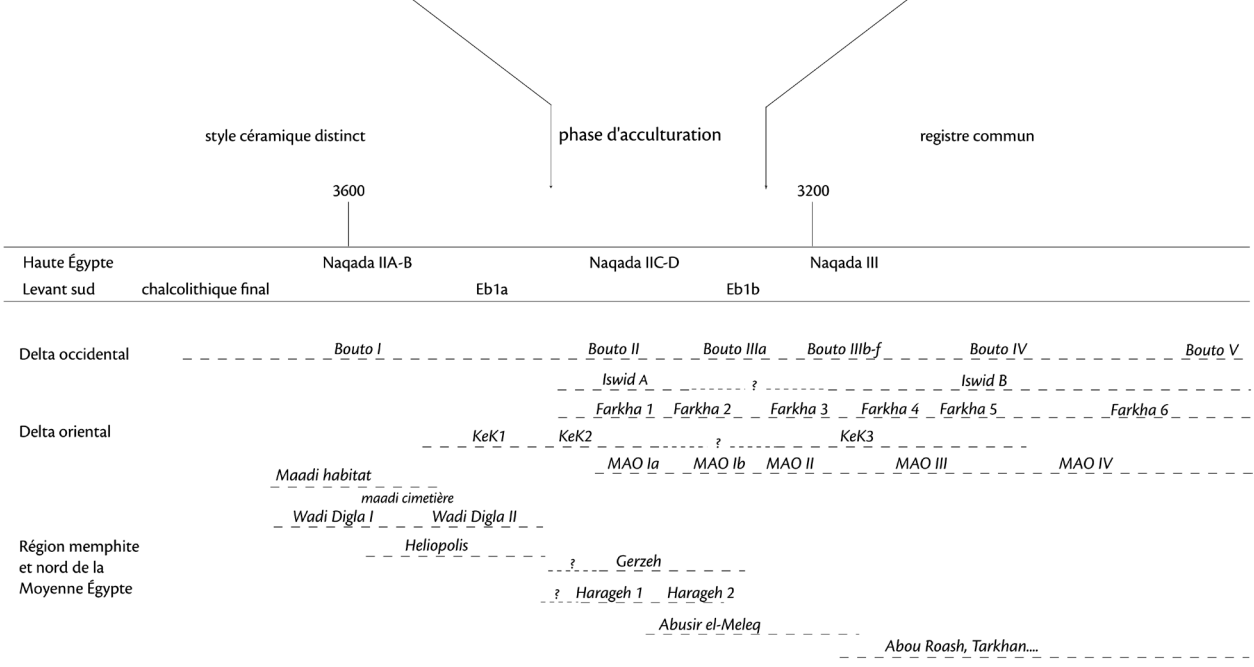 style céramique distinct phase d'acculturation registre commun
3600 3200
Haute Égypte Naqada IIA-B Naqada IIC-D Naqada III
Levant sud chalcolithique final Eb1a Eb1b
Delta occidental Bouto I Bouto II Bouto IIIa Bouto IIIb-f Bouto IV Bouto V
Iswid A ? Iswid B
Farkha 1 Farkha 2 Farkha 3 Farkha 4 Farkha 5 Farkha 6
Delta oriental
KeK1 KeK2 ? KeK3
MAO Ia MAO Ib MAO II MAO III MAO IV
Maadi habitat
maadi cimetière
Wadi Digla I Wadi Digla II
Région memphite
et nord de la
Moyenne Égypte
Heliopolis
? Gerzeh
? Harageh 1 Harageh 2
Abusir el-Meleq
Abou Roash, Tarkhan....